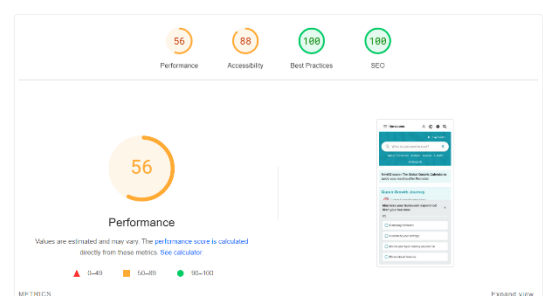 56
88
100
100
Performance
Accessibility
Best Practices
SEO
56
Performance
Values are estimated and may vary. The performance score is calculated
directly from these metrics. See calculator.
0–49
50–89
90–100
METRICS
Expand view